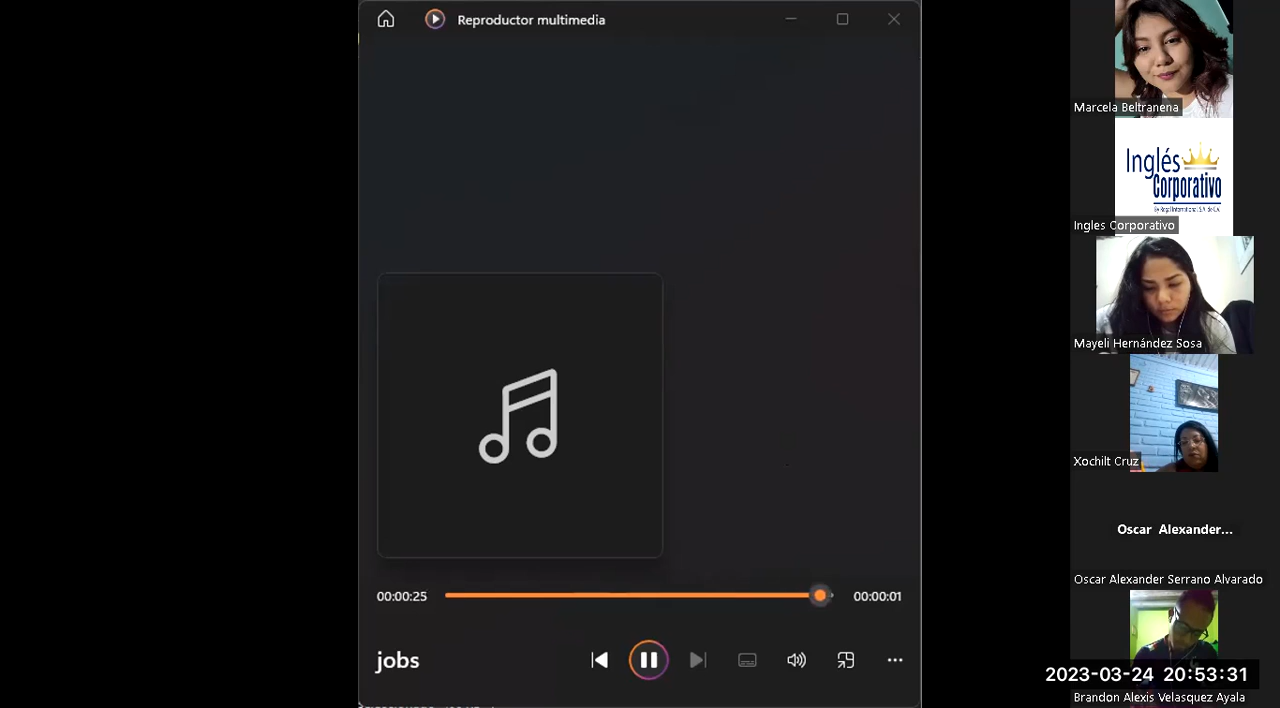 Reproductor multimedia
00:00:25
00:00:01
jobs
Marcela Beltranena
Inglés
Corporativo
Ingles Corporativo
Mayeli Hernández Sosa
Xochilt Cruz
Oscar Alexander...
Oscar Alexander Serrano Alvarado
2023-03-24 20:53:31
Brandon Alexis Velasquez Ayala